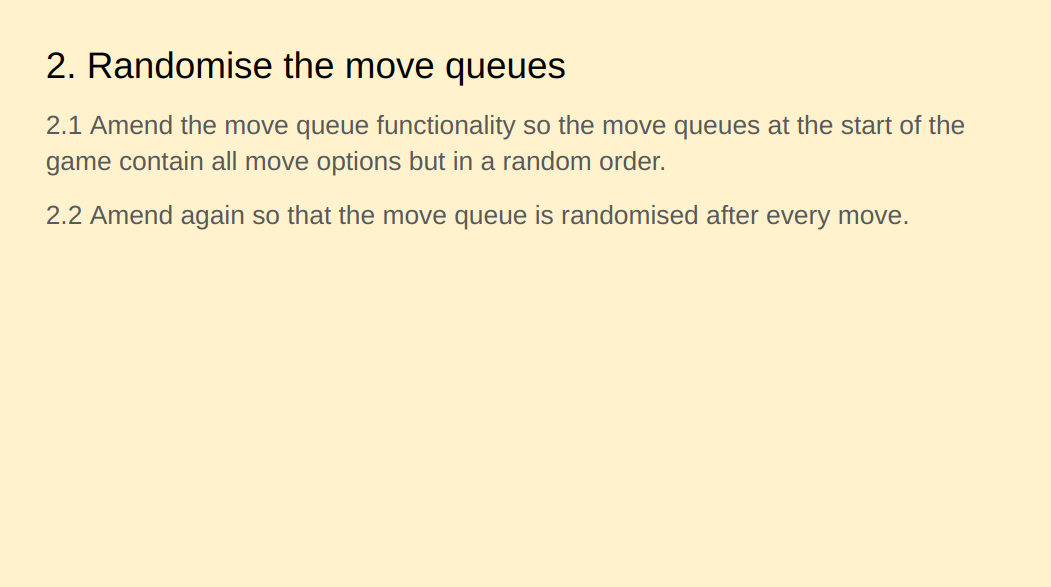 2. Randomise the move queues
2.1 Amend the move queue functionality so the move queues at the start of the
game contain all move options but in a random order.
2.2 Amend again so that the move queue is randomised after every move.